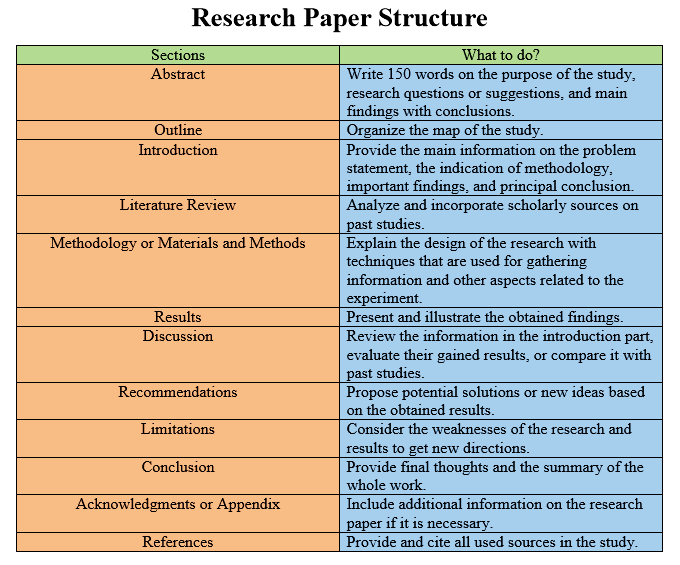 Research Paper Structure
Sections
What to do?
Abstract
Write 150 words on the purpose of the study,
research questions or suggestions, and main
findings with conclusions.
Outline
Organize the map of the study.
Introduction
Provide the main information on the problem
statement, the indication of methodology,
important findings, and principal conclusion.
Literature Review
Analyze and incorporate scholarly sources on
past studies.
Methodology or Materials and Methods
Explain the design of the research with
techniques that are used for gathering
information and other aspects related to the
experiment.
Results
Present and illustrate the obtained findings.
Discussion
Review the information in the introduction part,
evaluate their gained results, or compare it with
past studies.
Recommendations
Propose potential solutions or new ideas based
on the obtained results.
Limitations
Consider the weaknesses of the research and
results to get new directions.
Conclusion
Provide final thoughts and the summary of the
whole work.
Acknowledgments or Appendix
Include additional information on the research
paper if it is necessary.
References
Provide and cite all used sources in the study.